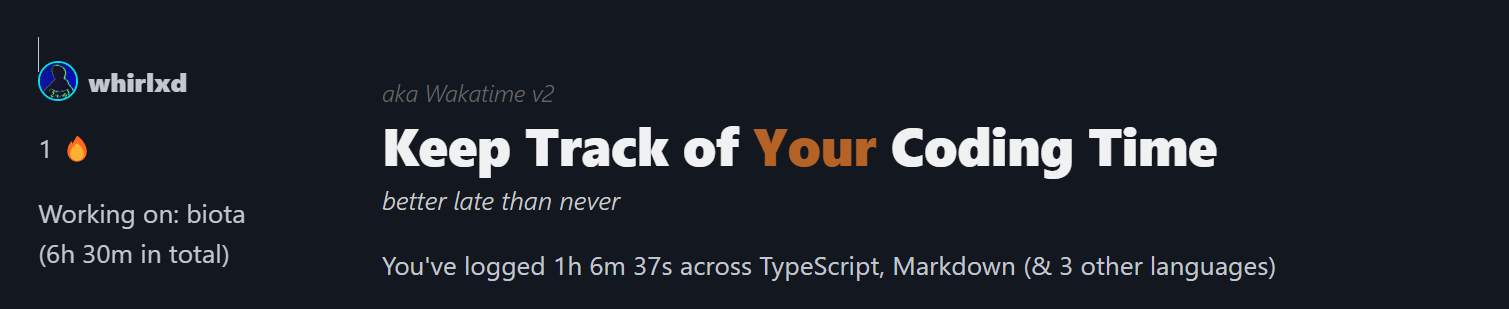 whirlxd
1 🔥
Working on: biota
(6h 30m in total)
aka Wakatime v2
Keep Track of Your Coding Time
better late than never
You've logged 1h 6m 37s across TypeScript, Markdown (& 3 other languages)